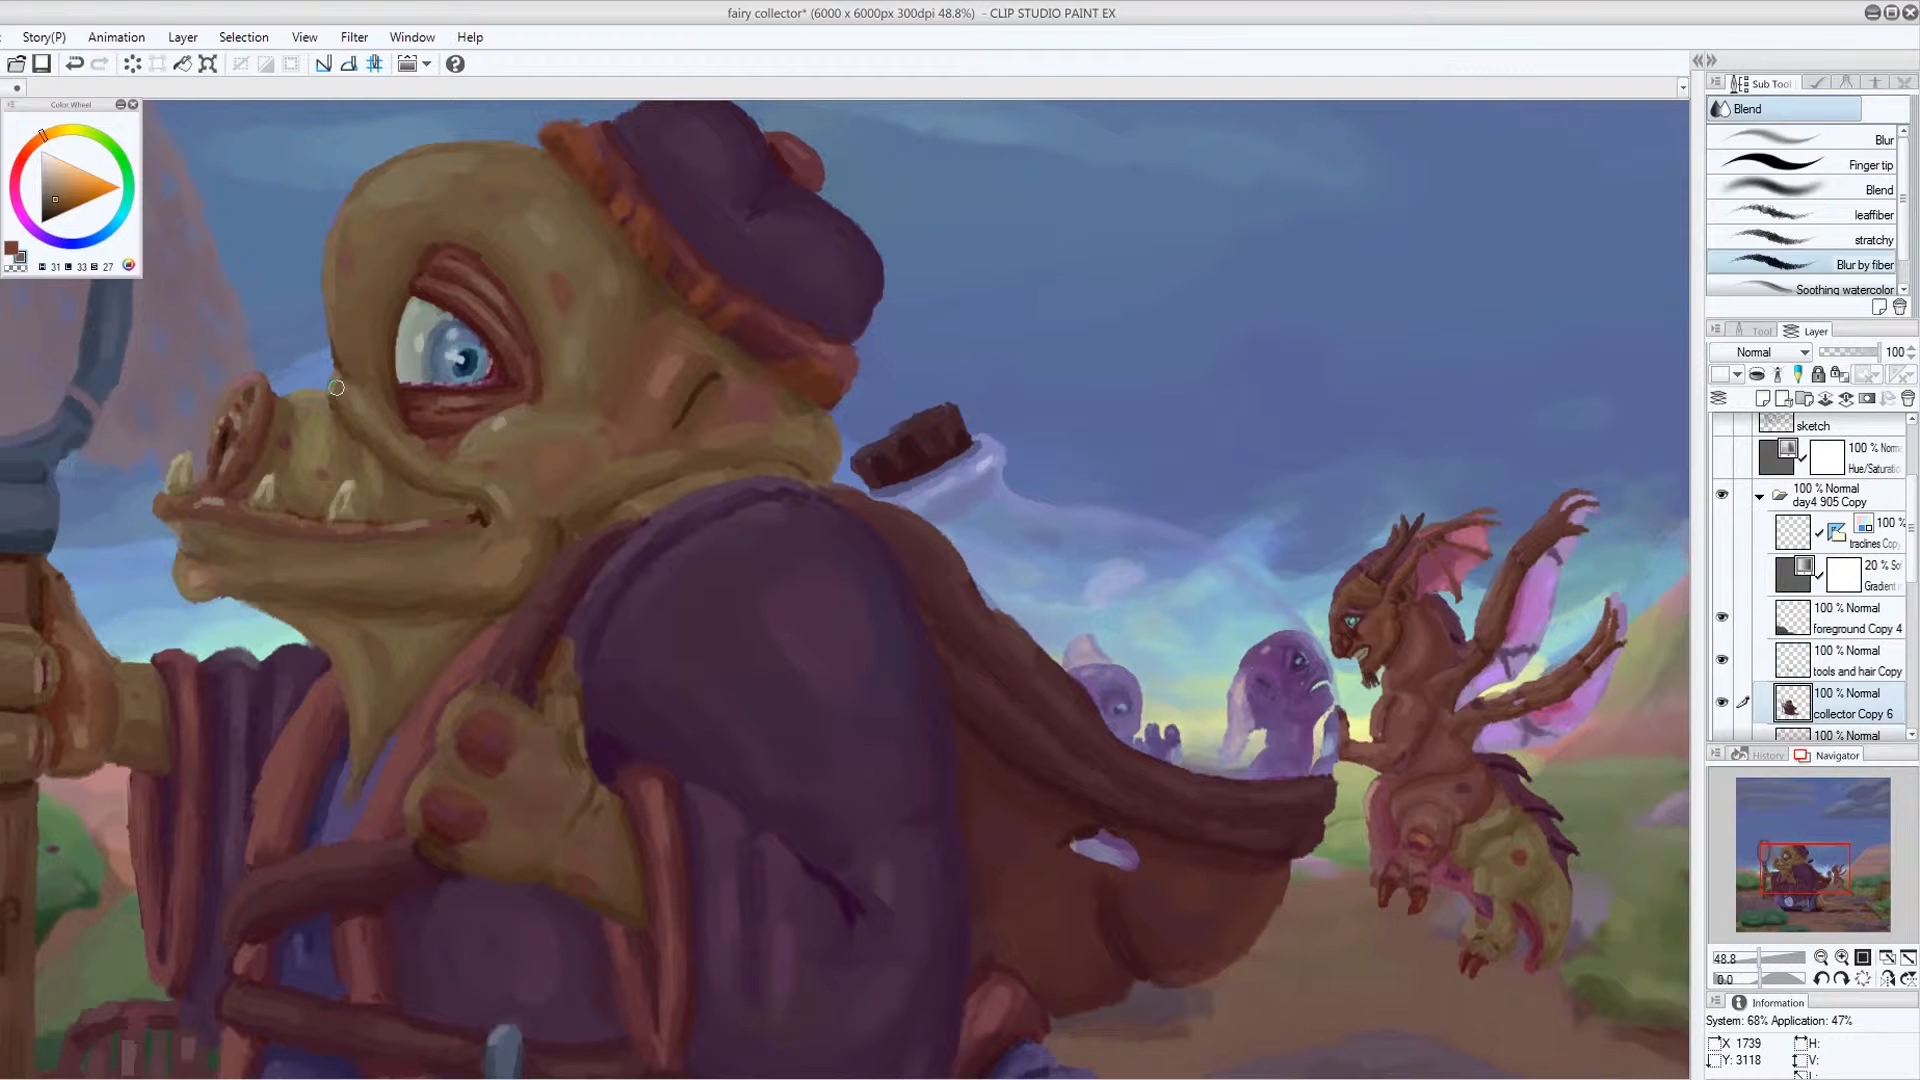 fairy collector* (6000 x 6000px 300dpi 48.8%) - CLIP STUDIO PAINT EX
Story(P) Animation Layer Selection View Filter Window Help
Color Wheel
31 33 27
Sub Tool
Blend
Blur
Finger tip
Blend
leaffiber
stratchy
Blur by fiber
Soothing watercolor
Tool Layer
Normal 100
sketch
100 % Norm
Hue/Saturatio
100 % Normal
day4 905 Copy
100 %
traclines Copy
20 % So
Gradient
100 % Normal
foreground Copy 4
100 % Normal
tools and hair Copy
100 % Normal
collector Copy 6
100 % Normal
History Navigator
48.8
0.0
Information
System: 68% Application: 47%
X 1739 H:
Y: 3118 V:
L: